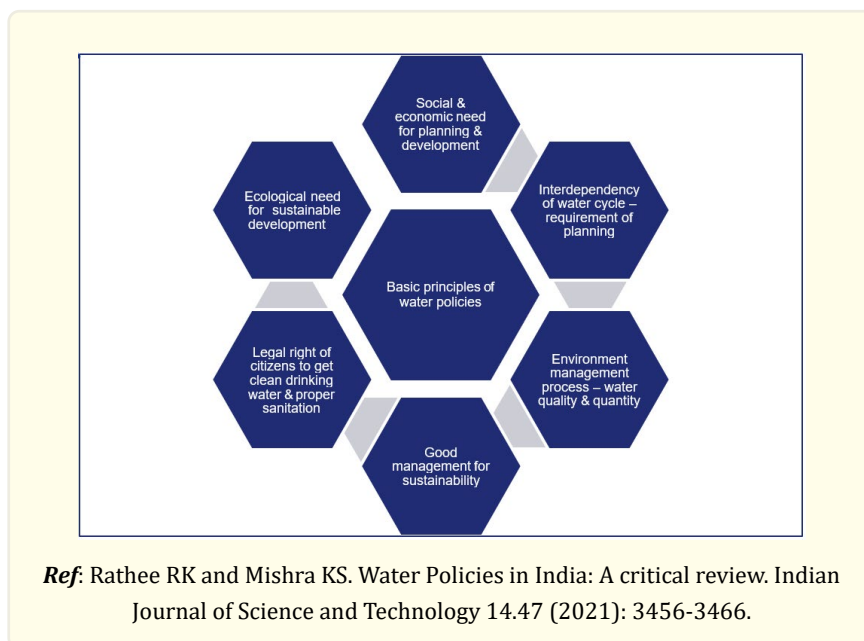 Social &
economic need
for planning &
development
Interdependency
of water cycle –
requirement of
planning
Environment
management
process – water
quality & quantity
Good
management for
sustainability
Legal right of
citizens to get
clean drinking
water & proper
sanitation
Ecological need
for sustainable
development
Basic principles of
water policies
Ref: Rathee RK and Mishra KS. Water Policies in India: A critical review. Indian
Journal of Science and Technology 14.47 (2021): 3456-3466.